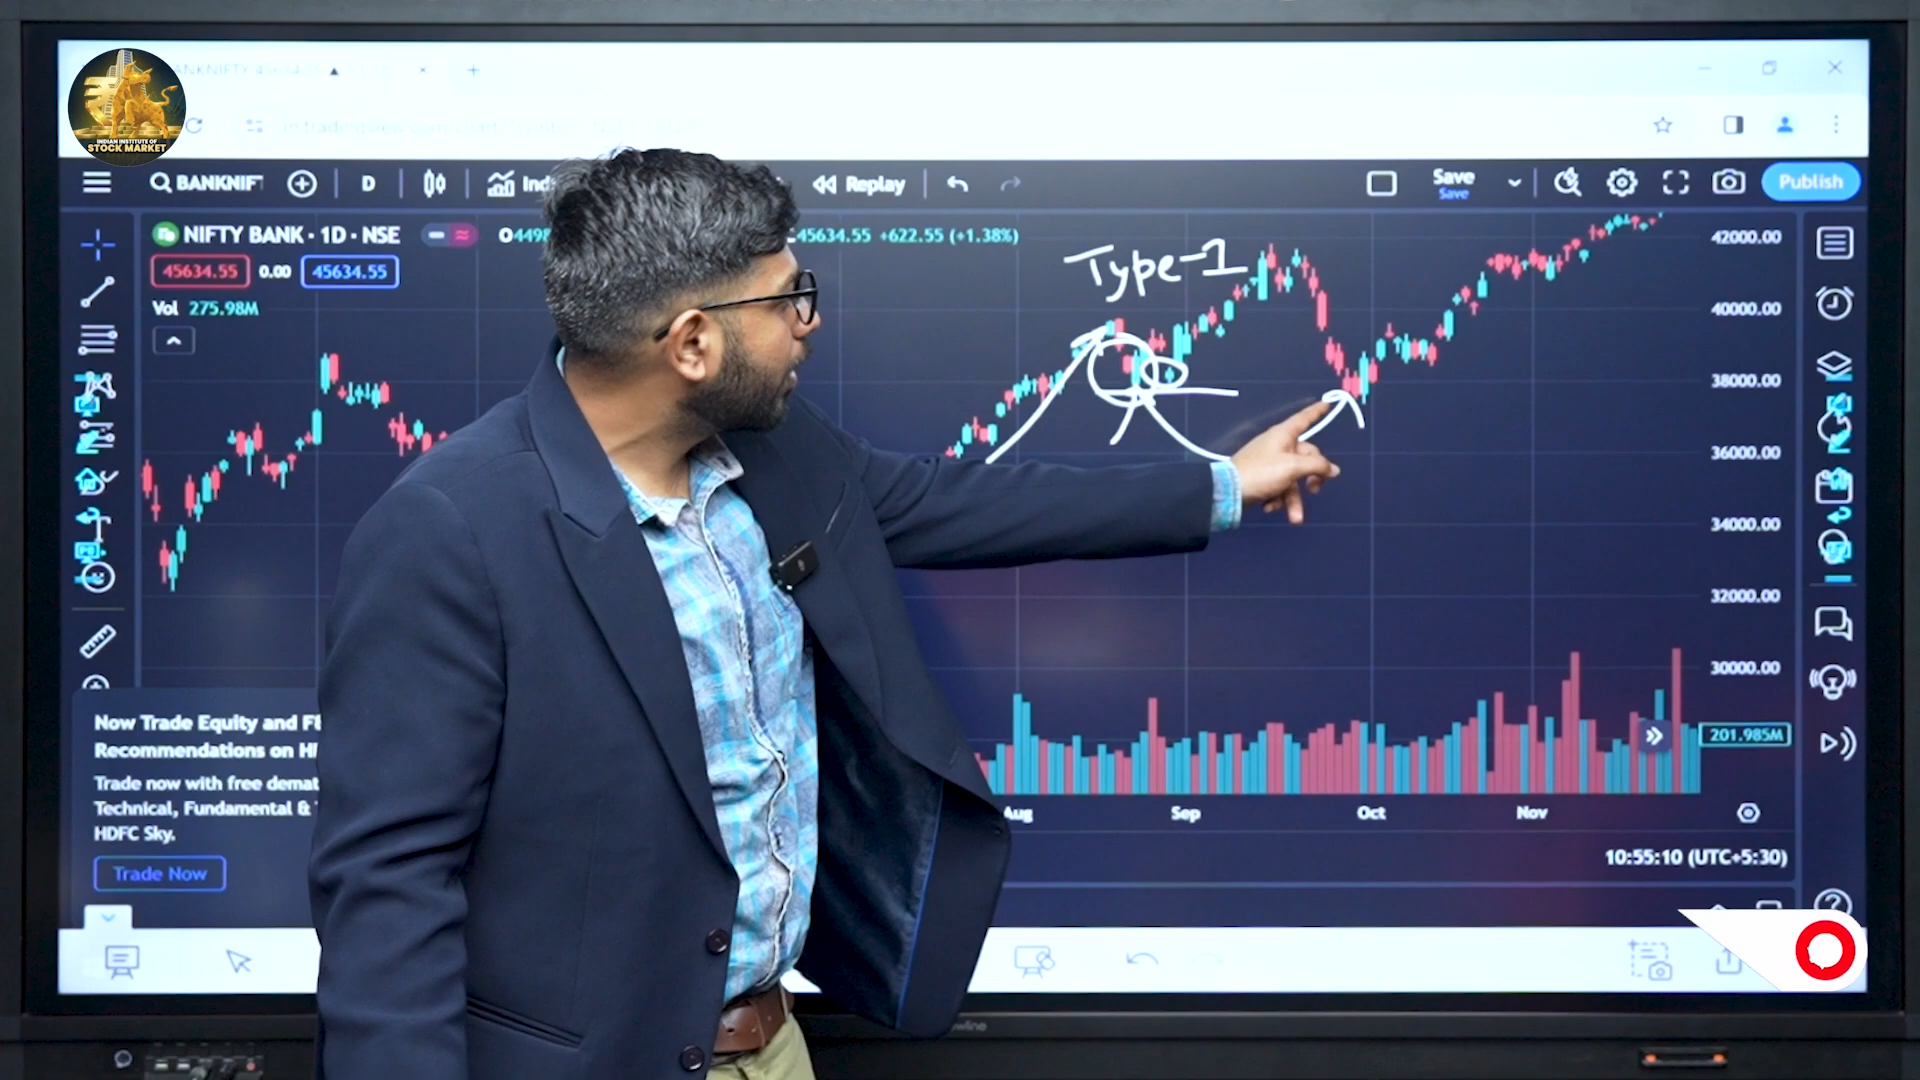 INDIAN INSTITUTE OF
STOCK MARKET
BANKNIF
D
Ind
Replay
Save
Save
Publish
NIFTY BANK · 1D · NSE
O4498
45634.55 +622.55 (+1.38%)
45634.55
0.00
45634.55
Vol 275.98M
Type-1
42000.00
40000.00
38000.00
36000.00
34000.00
32000.00
30000.00
201.985M
Aug
Sep
Oct
Nov
10:55:10 (UTC+5:30)
Now Trade Equity and F
Recommendations on H
Trade now with free demat
Technical, Fundamental &
HDFC Sky.
Trade Now